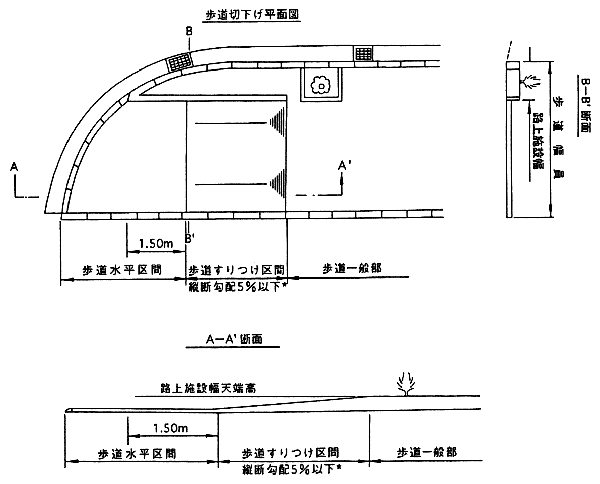 歩道切下げ平面図
B
A
A'
B'
1.50m
歩道水平区間
歩道すりつけ区間
縦断勾配5%以下*
歩道一般部
B-B'断面
歩道幅員
路上施設幅
A-A'断面
路上施設幅天端高
1.50m
歩道水平区間
歩道すりつけ区間
縦断勾配5%以下*
歩道一般部